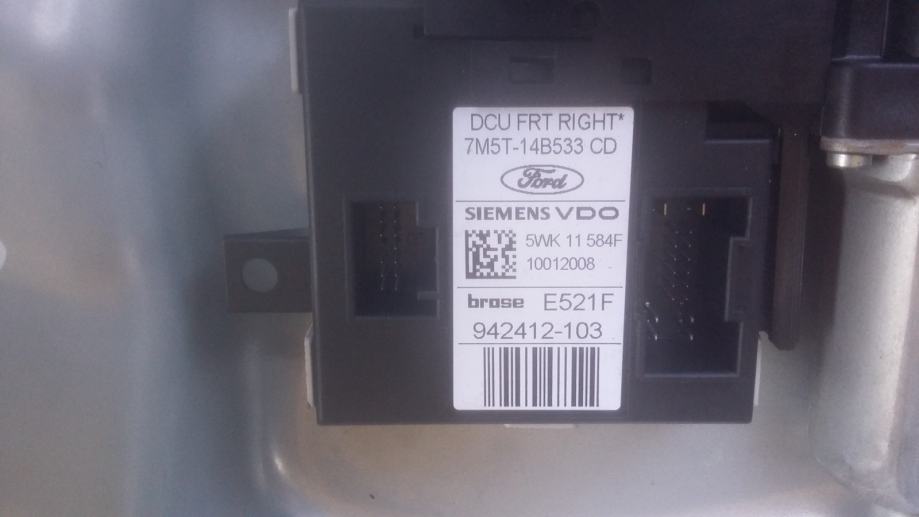 DCU FRT RIGHT*
7M5T-14B533 CD
Ford
SIEMENS VDO
5WK 11 584F
10012008
brose E521F
942412-103